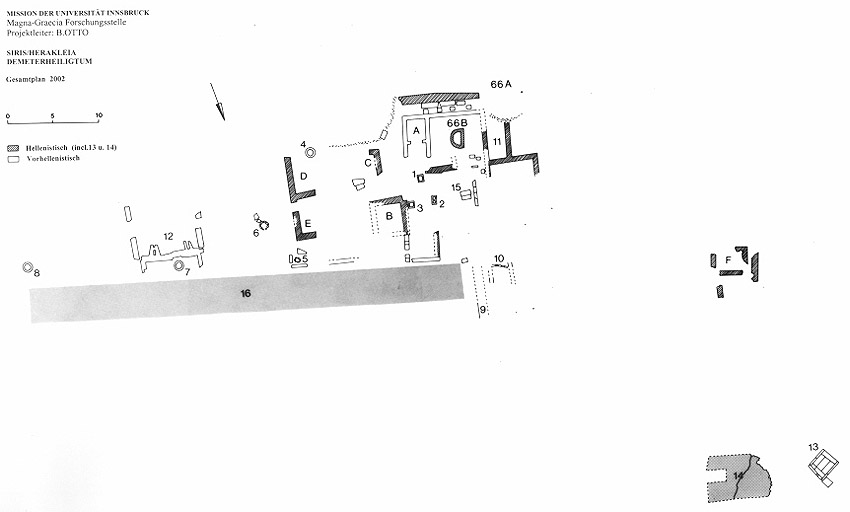 MISSION DER UNIVERSITÄT INNSBRUCK
Magna-Graecia Forschungsstelle
Projektleiter: B.OTTO
SIRIS/HERAKLEIA
DEMETERHEILIGTUM
Gesamtplan 2002
0 5 10
Hellenistisch (incl.13 u. 14)
Vorhellenistisch
66 A
A
66B
11
4
C
D
1
15
2
3
B
E
6
12
5
10
8
7
16
9
F
13
14